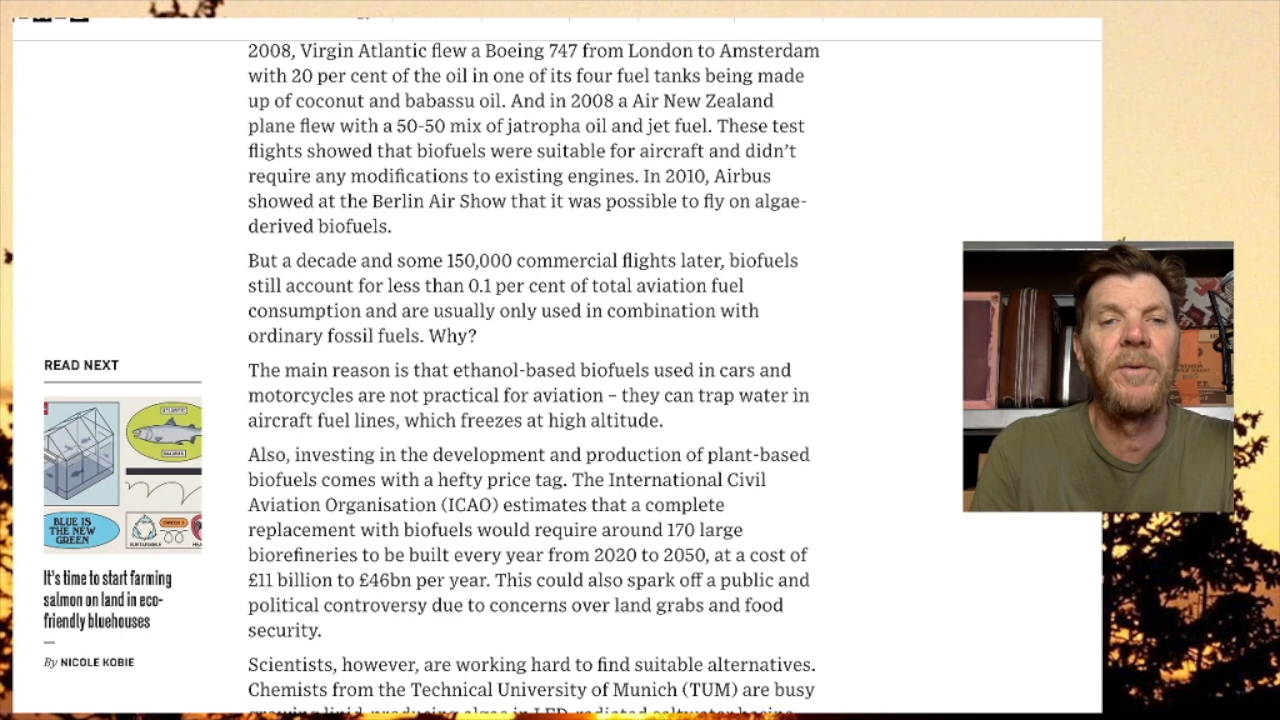 2008, Virgin Atlantic flew a Boeing 747 from London to Amsterdam
with 20 per cent of the oil in one of its four fuel tanks being made
up of coconut and babassu oil. And in 2008 a Air New Zealand
plane flew with a 50-50 mix of jatropha oil and jet fuel. These test
flights showed that biofuels were suitable for aircraft and didn’t
require any modifications to existing engines. In 2010, Airbus
showed at the Berlin Air Show that it was possible to fly on algae-
derived biofuels.
But a decade and some 150,000 commercial flights later, biofuels
still account for less than 0.1 per cent of total aviation fuel
consumption and are usually only used in combination with
ordinary fossil fuels. Why?
The main reason is that ethanol-based biofuels used in cars and
motorcycles are not practical for aviation – they can trap water in
aircraft fuel lines, which freezes at high altitude.
Also, investing in the development and production of plant-based
biofuels comes with a hefty price tag. The International Civil
Aviation Organisation (ICAO) estimates that a complete
replacement with biofuels would require around 170 large
biorefineries to be built every year from 2020 to 2050, at a cost of
£11 billion to £46bn per year. This could also spark off a public and
political controversy due to concerns over land grabs and food
security.
Scientists, however, are working hard to find suitable alternatives.
Chemists from the Technical University of Munich (TUM) are busy
READ NEXT
ATLANTIC
SALMON
BLUE IS
THE NEW
GREEN
OMEGA 3
SUSTAINABLE
It's time to start farming
salmon on land in eco-
friendly bluehouses
By NICOLE KOBIE